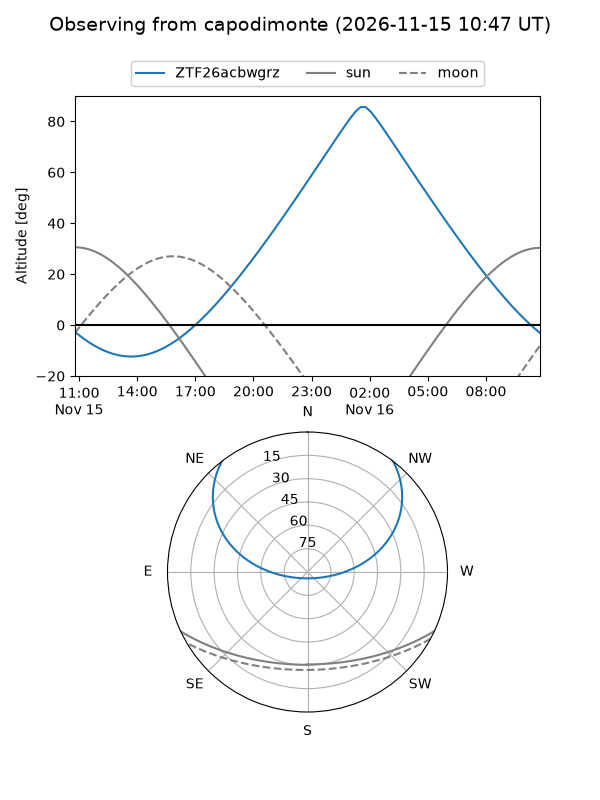 Observing from capodimonte (2026-11-15 10:47 UT)
ZTF26acbwgrz sun moon
Altitude [deg]
80
60
40
20
0
−20
11:00 14:00 17:00 20:00 23:00 02:00 05:00 08:00
Nov 15 Nov 16
N
NE NW
15
30
45
60
75
E W
SE SW
S